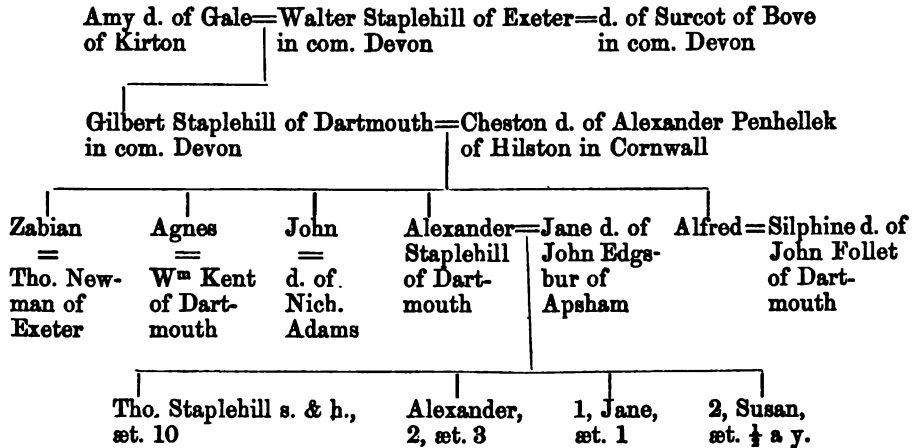 Amy d. of Gale=Walter Staplehill of Exeter=d. of Surcot of Bove
of Kirton in com. Devon in com. Devon
Gilbert Staplehill of Dartmouth=Cheston d. of Alexander Penhellek
in com. Devon of Hilston in Cornwall
Zabian Agnes John Alexander=Jane d. of Alfred=Silphine d. of
= = = Staplehill John Edgs- John Follet
Tho. New- Wm Kent d. of of Dart- bur of of Dart-
man of of Dart- Nich. mouth Apsham mouth
Exeter mouth Adams
Tho. Staplehill s. & h., Alexander, 1, Jane, 2, Susan,
æt. 10 2, æt. 3 æt. 1 æt. ½ a y.